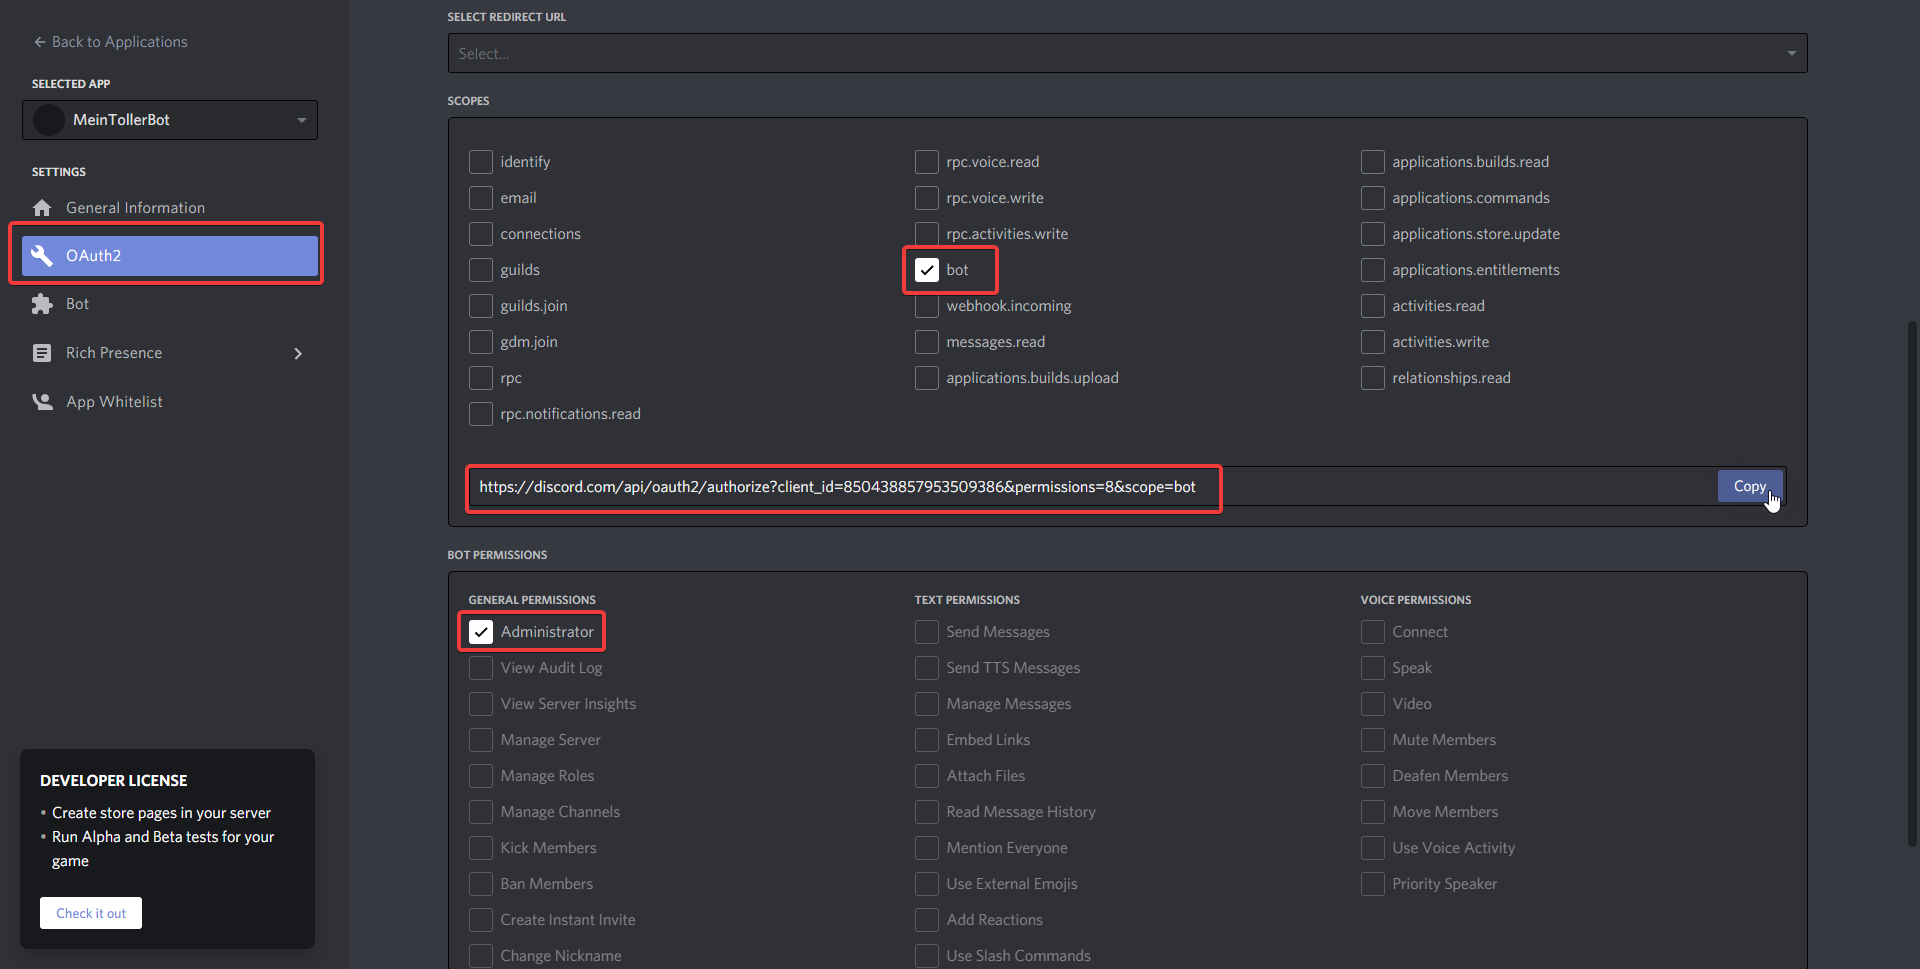 Back to Applications
SELECTED APP
MeinTollerBot
SETTINGS
General Information
OAuth2
Bot
Rich Presence
App Whitelist
DEVELOPER LICENSE
• Create store pages in your server
• Run Alpha and Beta tests for your
game
Check it out
SELECT REDIRECT URL
Select...
SCOPES
identify
email
connections
guilds
guilds.join
gdm.join
rpc
rpc.notifications.read
rpc.voice.read
rpc.voice.write
rpc.activities.write
bot
webhook.incoming
messages.read
applications.builds.upload
applications.builds.read
applications.commands
applications.store.update
applications.entitlements
activities.read
activities.write
relationships.read
https://discord.com/api/oauth2/authorize?client_id=850438857953509386&permissions=8&scope=bot
Copy
BOT PERMISSIONS
GENERAL PERMISSIONS
Administrator
View Audit Log
View Server Insights
Manage Server
Manage Roles
Manage Channels
Kick Members
Ban Members
Create Instant Invite
Change Nickname
TEXT PERMISSIONS
Send Messages
Send TTS Messages
Manage Messages
Embed Links
Attach Files
Read Message History
Mention Everyone
Use External Emojis
Add Reactions
Use Slash Commands
VOICE PERMISSIONS
Connect
Speak
Video
Mute Members
Deafen Members
Move Members
Use Voice Activity
Priority Speaker